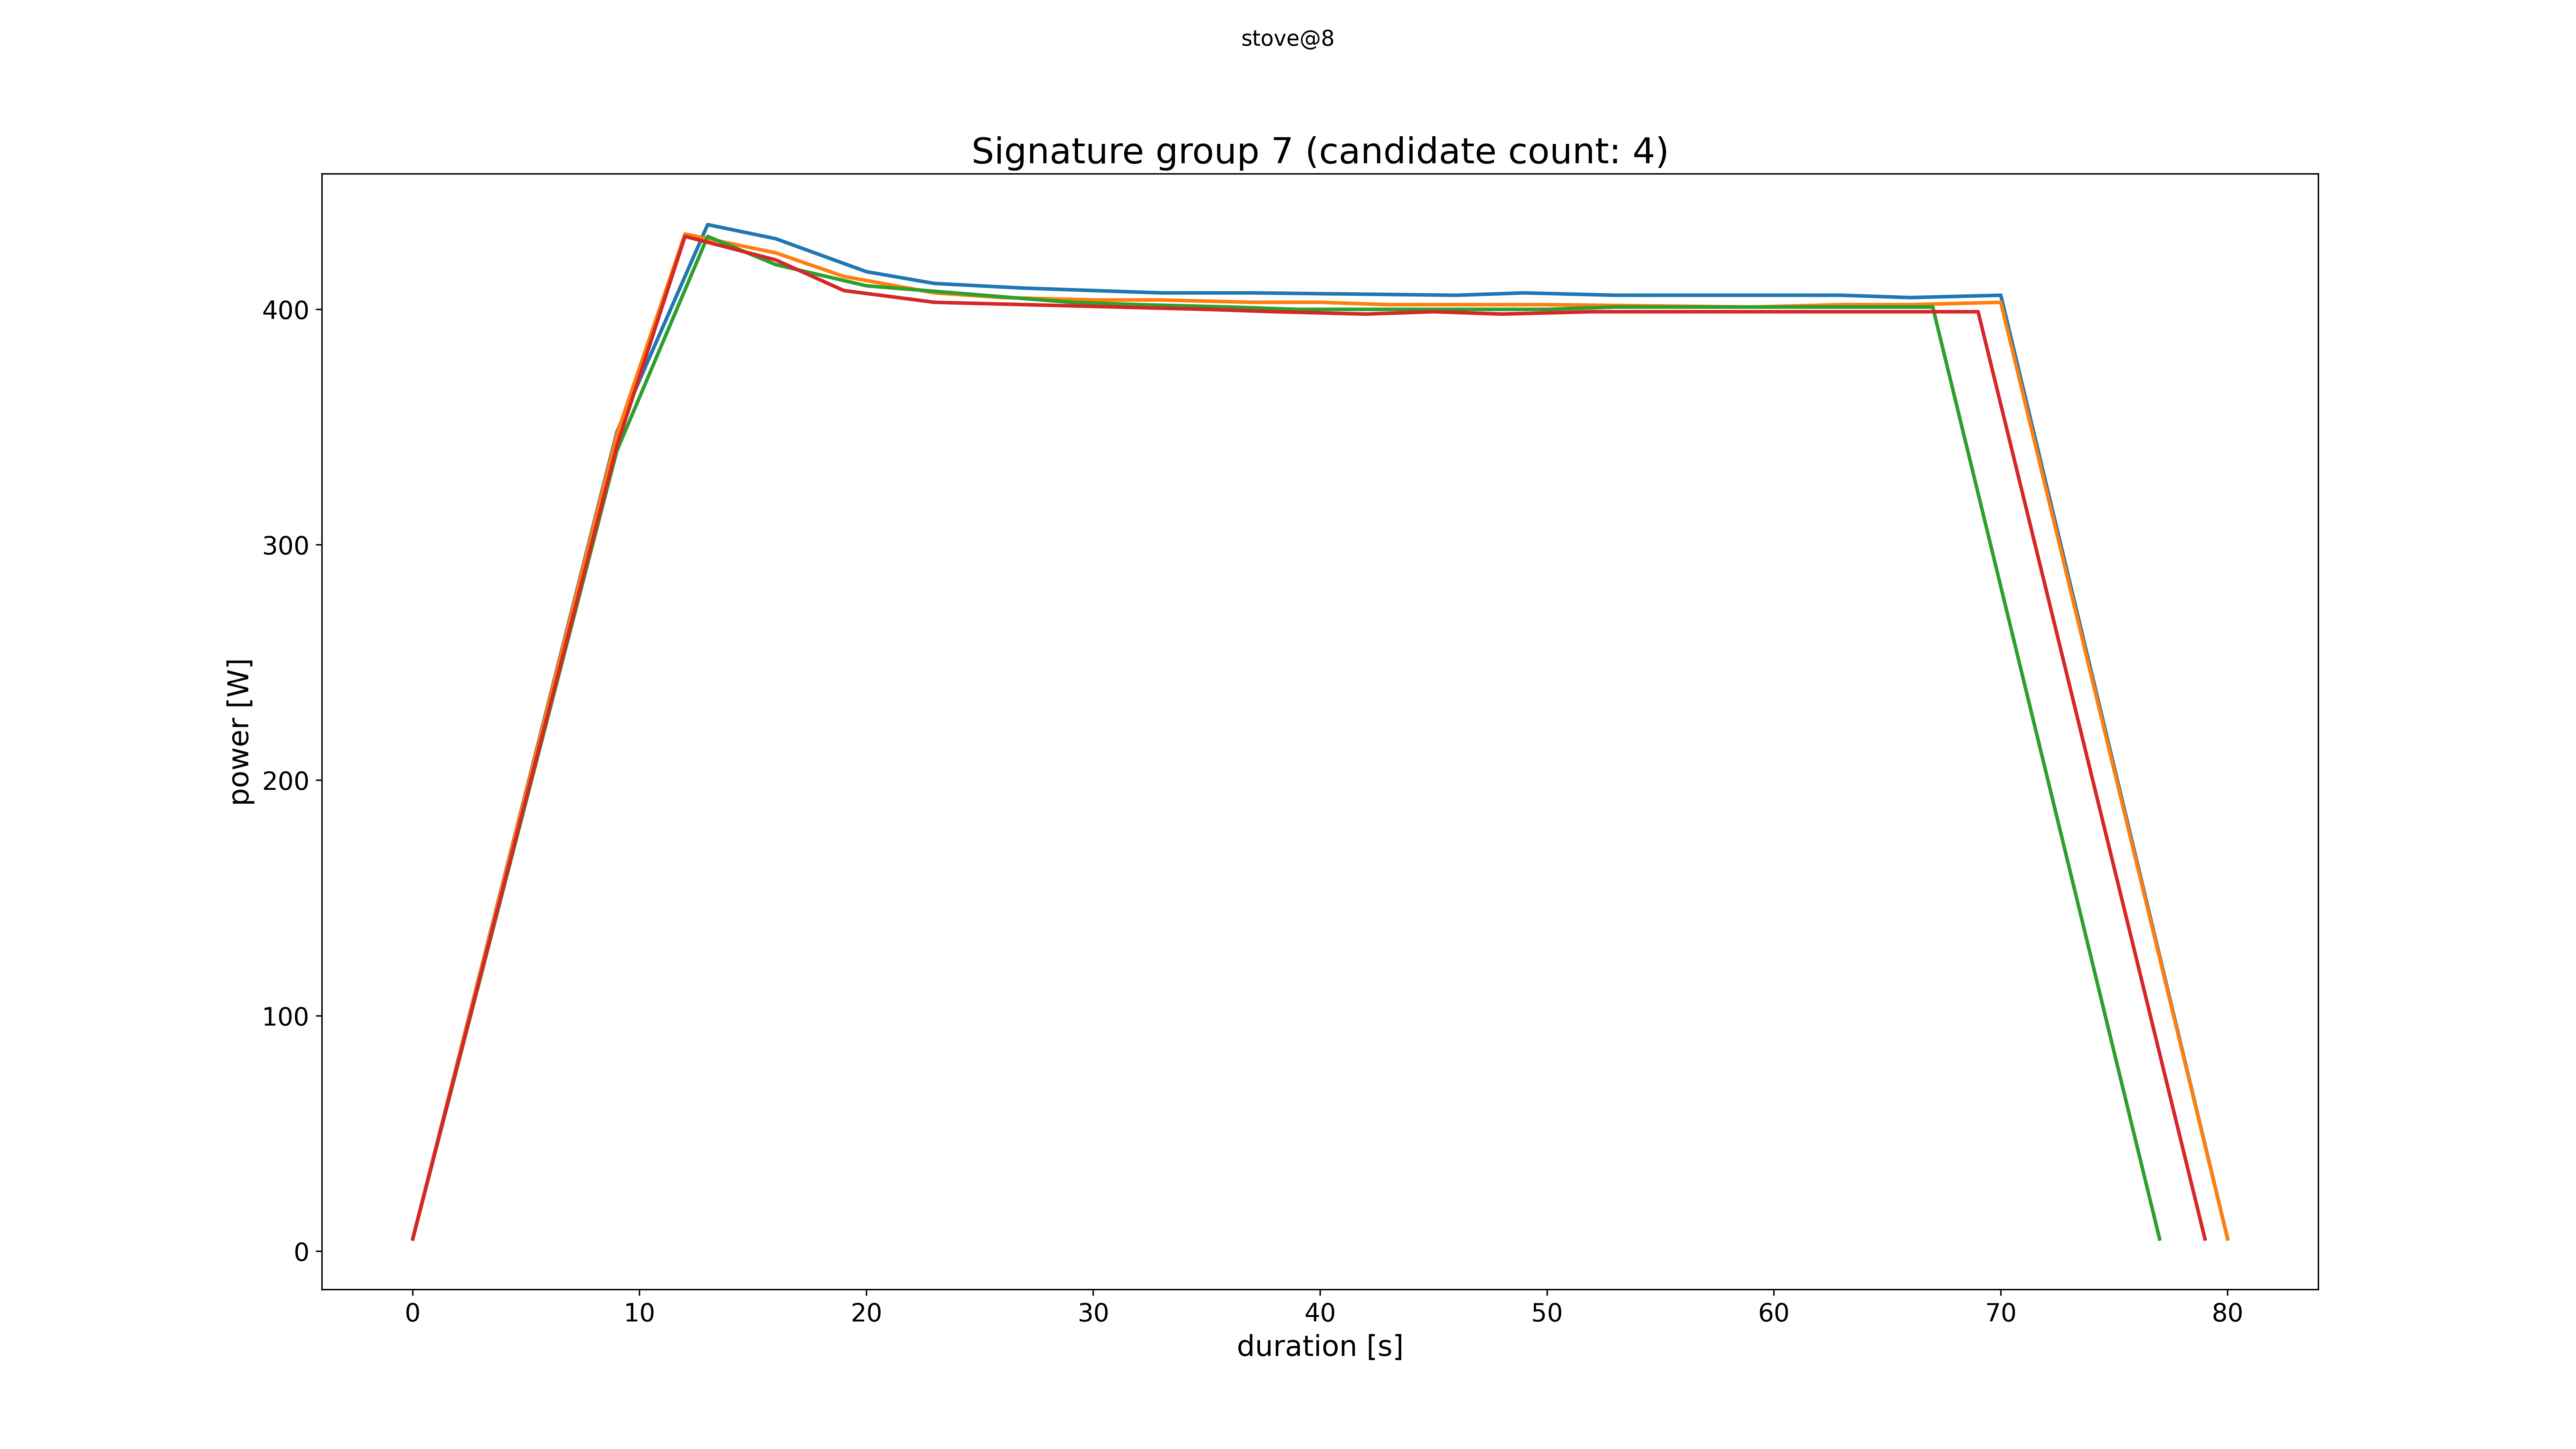 stove@8
Signature group 7 (candidate count: 4)
power [W]
400
300
200
100
0
0 10 20 30 40 50 60 70 80
duration [s]